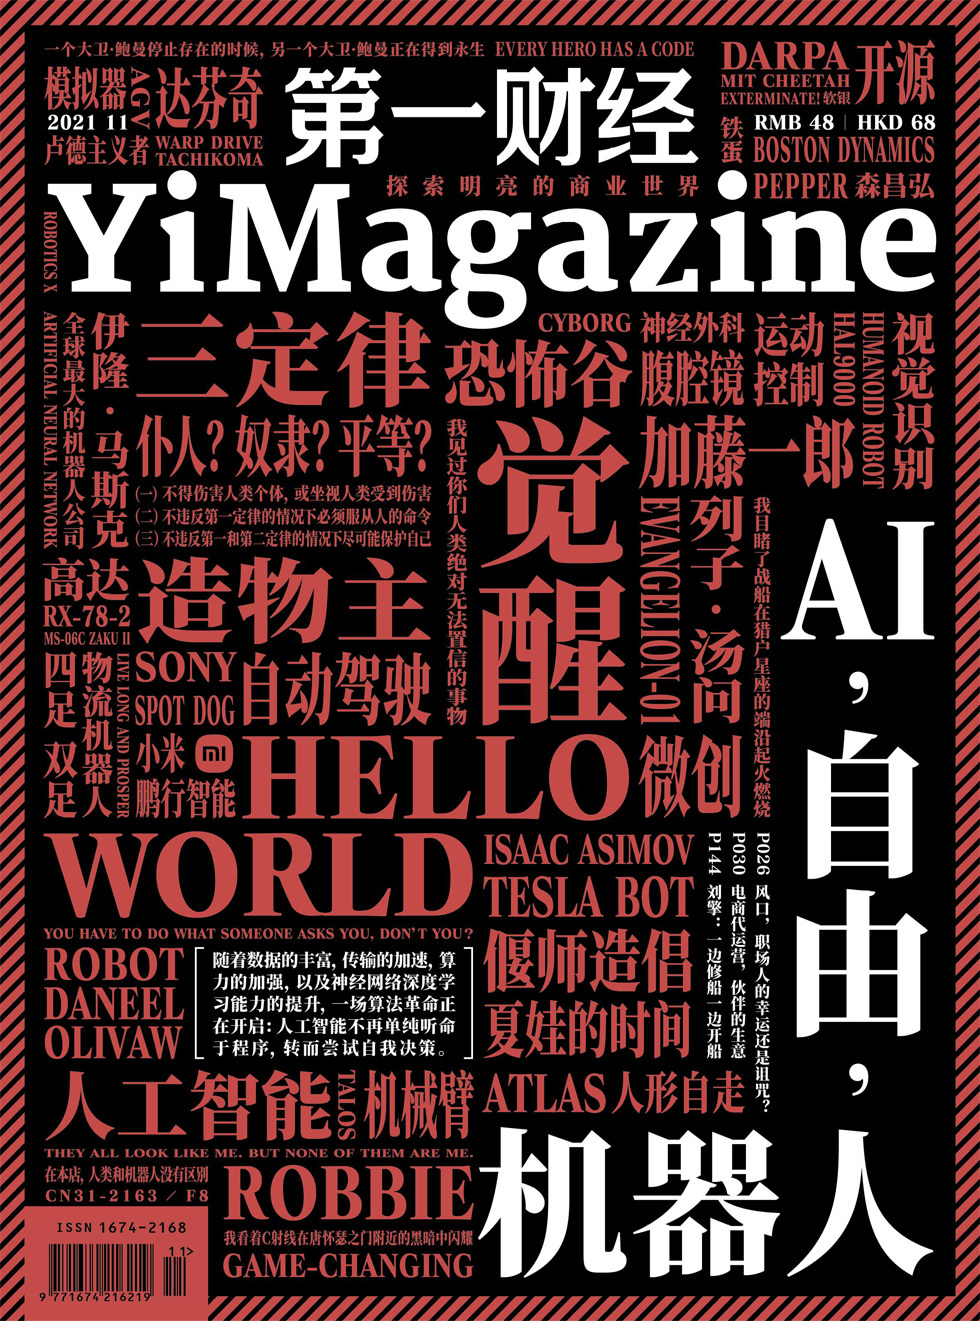 一个大卫·鲍曼停止存在的时候，另一个大卫·鲍曼正在得到永生
EVERY HERO HAS A CODE
模拟器
AGV
达芬奇
2021 11
卢德主义者
WARP DRIVE
TACHIKOMA
第一财经
DARPA
MIT CHEETAH
EXTERMINATE! 软银
开源
铁蛋
RMB 48 | HKD 68
BOSTON DYNAMICS
PEPPER 森昌弘
探索明亮的商业世界
YiMagazine
ROBOTICS X
ARTIFICIAL NEURAL NETWORK
全球最大的机器人公司
伊隆·马斯克
三定律
仆人？奴隶？平等？
(一) 不得伤害人类个体，或坐视人类受到伤害
(二) 不违反第一定律的情况下必须服从人的命令
(三) 不违反第一和第二定律的情况下尽可能保护自己
CYBORG
恐怖谷
神经外科
腹腔镜
运动
控制
HAL9000
HUMANOID ROBOT
视觉识别
我见过你们人类绝对无法置信的事物
觉醒
加藤一郎
EVANGELION-01
列子·汤问
我目睹了战船在猎户星座的端沿起火燃烧
AI，自由，
机器人
高达
RX-78-2
MS-06C ZAKU II
造物主
四足 双足
物流机器人
LIVE LONG AND PROSPER
SONY
SPOT DOG
自动驾驶
小米
鹏行智能
HELLO
微创
WORLD
ISAAC ASIMOV
TESLA BOT
P026 风口，职场人的幸运还是诅咒？
P030 电商代运营，伙伴的生意
P144 刘擎：一边修船一边开船
YOU HAVE TO DO WHAT SOMEONE ASKS YOU, DON'T YOU?
ROBOT
DANEEL
OLIVAW
随着数据的丰富，传输的加速，算
力的加强，以及神经网络深度学
习能力的提升，一场算法革命正
在开启：人工智能不再单纯听命
于程序，转而尝试自我决策。
偃师造倡
夏娃的时间
人工智能
TALOS
机械臂
ATLAS 人形自走
THEY ALL LOOK LIKE ME. BUT NONE OF THEM ARE ME.
在本店，人类和机器人没有区别
CN31-2163 / F8
ROBBIE
我看着C射线在唐怀瑟之门附近的黑暗中闪耀
GAME-CHANGING
ISSN 1674-2168
11>
9 771674 216219